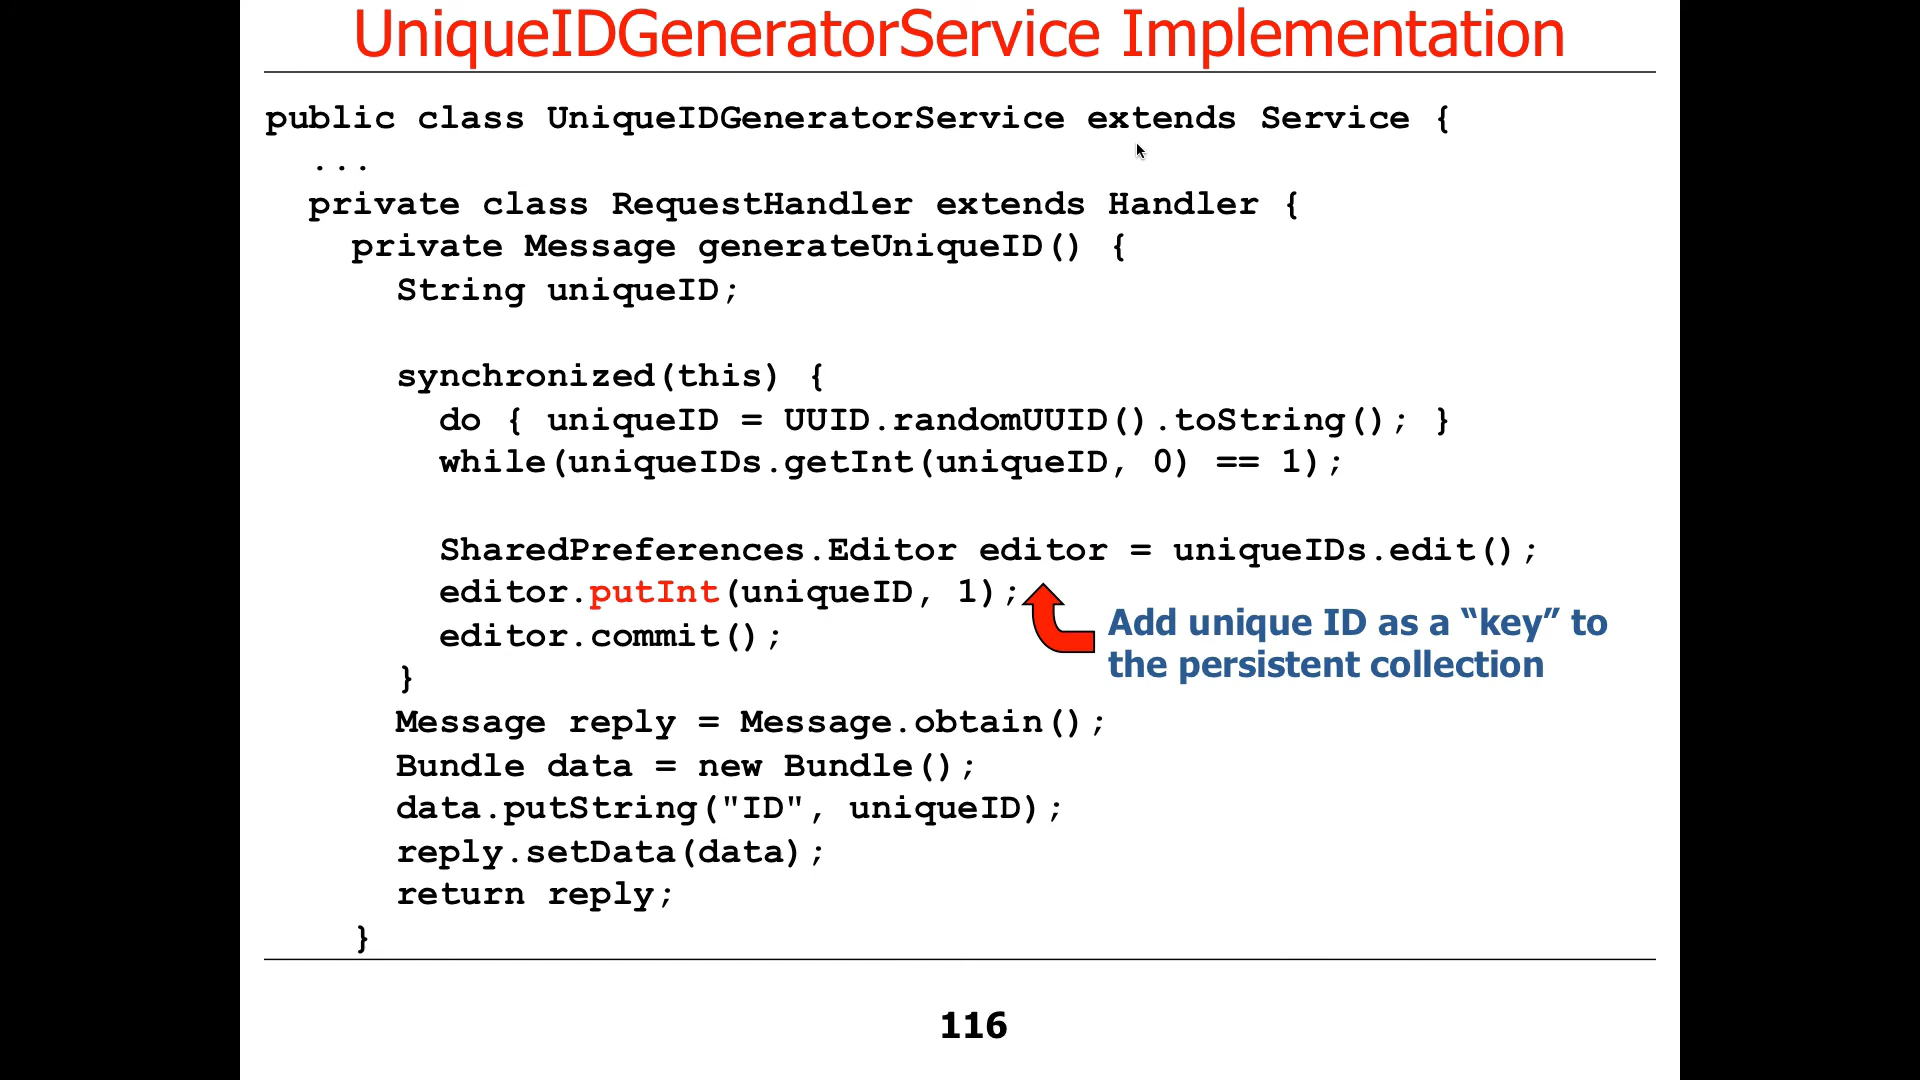 UniqueIDGeneratorService Implementation
public class UniqueIDGeneratorService extends Service {
...
private class RequestHandler extends Handler {
private Message generateUniqueID() {
String uniqueID;
synchronized(this) {
do { uniqueID = UUID.randomUUID().toString(); }
while(uniqueIDs.getInt(uniqueID, 0) == 1);
SharedPreferences.Editor editor = uniqueIDs.edit();
editor.putInt(uniqueID, 1);
editor.commit();
Add unique ID as a “key” to
the persistent collection
}
Message reply = Message.obtain();
Bundle data = new Bundle();
data.putString("ID", uniqueID);
reply.setData(data);
return reply;
}
116